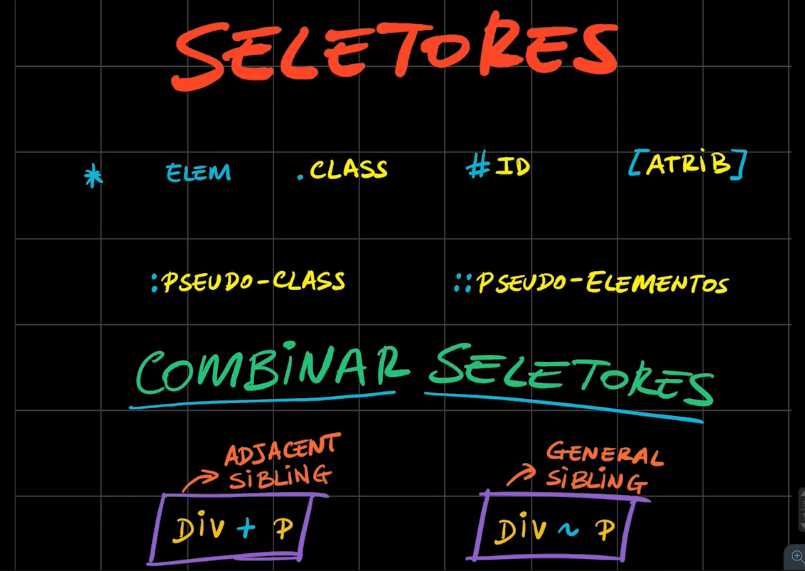 SELETORES
* ELEM .CLASS #ID [ATRIB]
:PSEUDO-CLASS ::PSEUDO-ELEMENTOS
COMBINAR SELETORES
ADJACENT SIBLING
DIV + P
GENERAL SIBLING
DIV ~ P